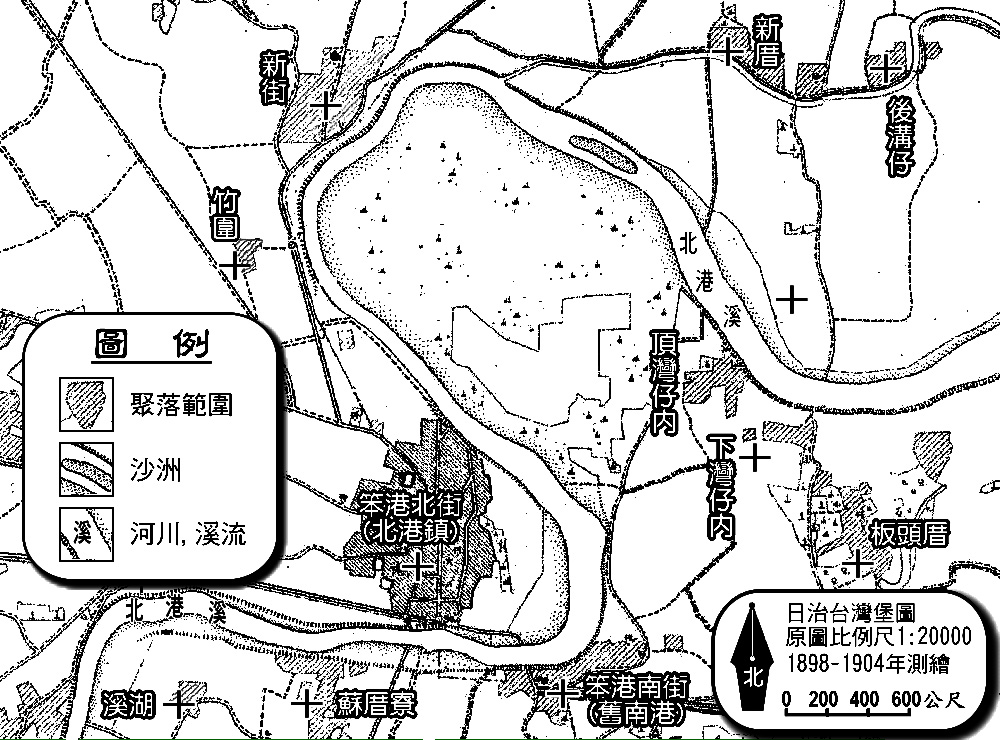 新街
新厝
後溝仔
竹圍
北港溪
圖 例
聚落範圍
沙洲
溪
河川, 溪流
頂灣仔內
下灣仔內
笨港北街
(北港鎮)
板頭厝
北港溪
溪湖
蘇厝寮
笨港南街
(舊南港)
北
日治台灣堡圖
原圖比例尺1:20000
1898-1904年測繪
0 200 400 600公尺